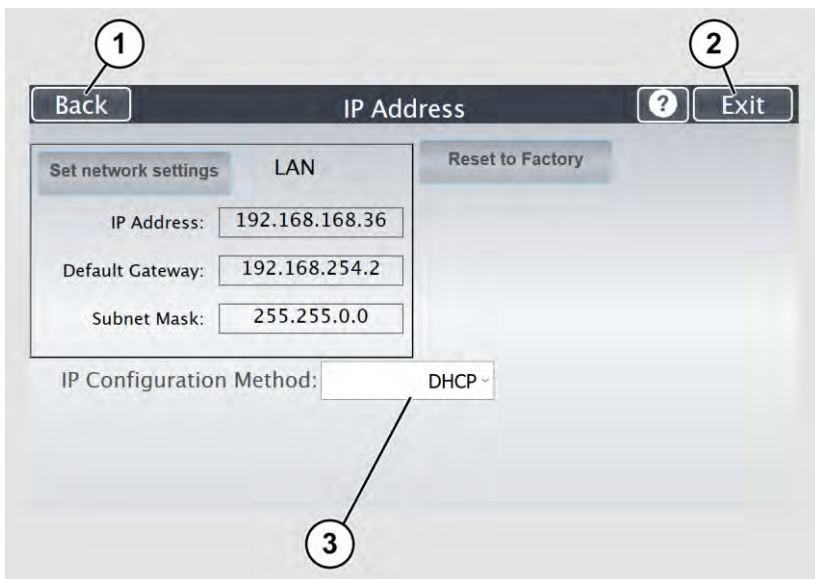 1
2
Back
IP Address
?
Exit
Set network settings
LAN
Reset to Factory
IP Address:
192.168.168.36
Default Gateway:
192.168.254.2
Subnet Mask:
255.255.0.0
IP Configuration Method:
DHCP
3